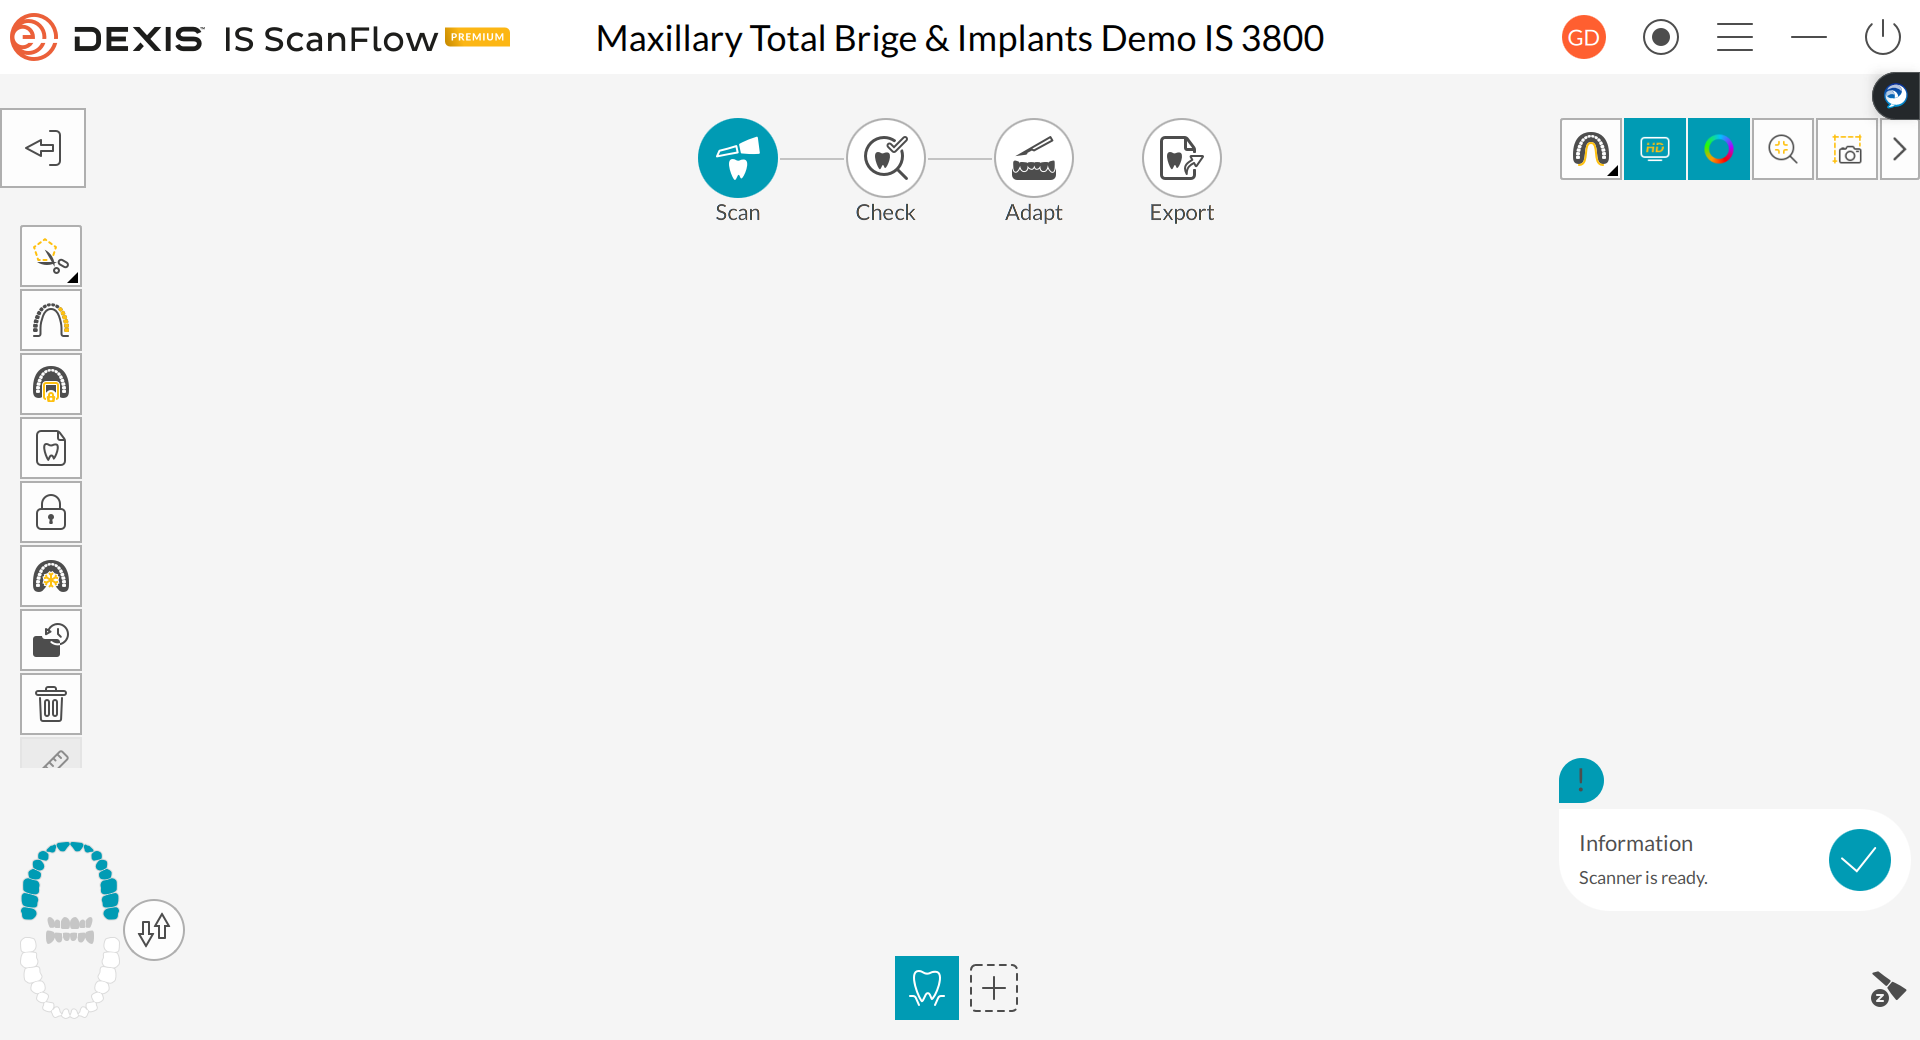 DEXIS™ IS ScanFlow PREMIUM
Maxillary Total Brige & Implants Demo IS 3800
GD
HD
Scan
Check
Adapt
Export
!
Information
Scanner is ready.
z